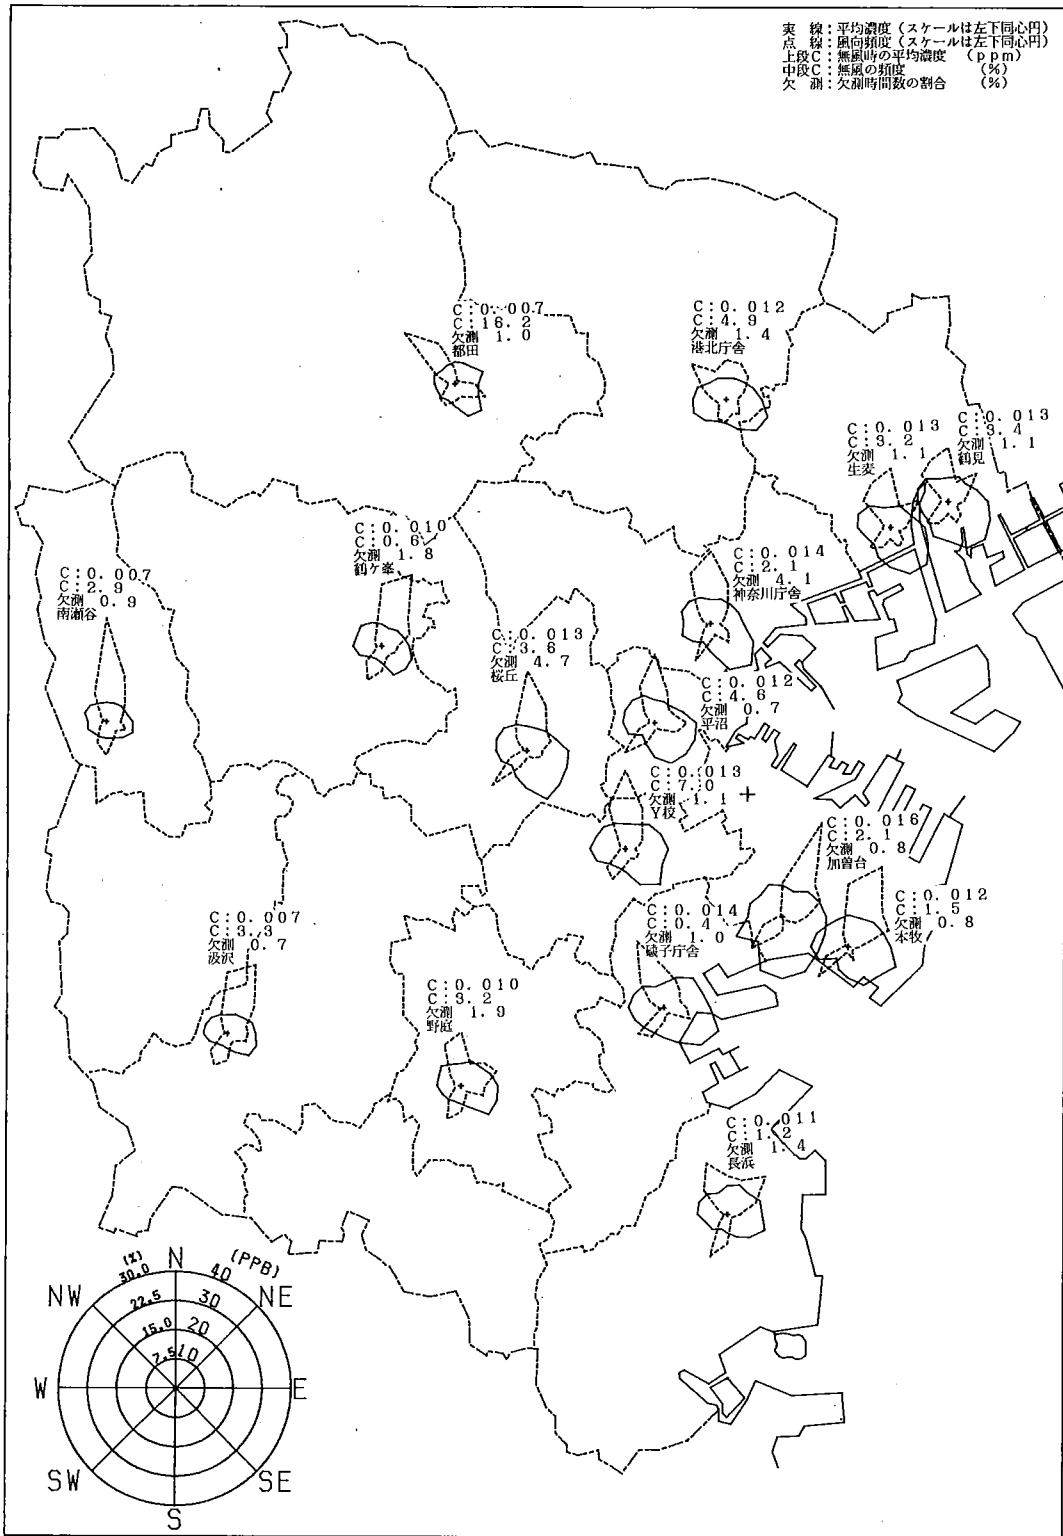 実　線：平均濃度（スケールは左下同心円）
点　線：風向頻度（スケールは左下同心円）
上段C：無風時の平均濃度　（ppm）
中段C：無風の頻度　（％）
欠　測：欠測時間数の割合　（％）
C：0．007
C：16．2
欠測　1．0
都田
C：0．012
C：4．9
欠測　1．4
港北庁舎
C：0．013
C：3．2
欠測　1．1
生麦
C：0．013
C：3．4
欠測　1．1
鶴見
C：0．010
C：0．6
欠測　1．8
鶴ケ峯
C：0．014
C：2．1
欠測　4．1
神奈川庁舎
C：0．007
C：2．9
欠測　0．9
南瀬谷
C：0．013
C：3．6
欠測　4．7
桜丘
C：0．012
C：4．6
欠測　0．7
平沼
C：0．013
C：7．0
欠測　1．1
Y校
C：0．016
C：2．1
欠測　0．8
加曽台
C：0．012
C：1．5
欠測　0．8
本牧
C：0．014
C：0．4
欠測　1．0
磯子庁舎
C：0．007
C：3．3
欠測　0．7
汲沢
C：0．010
C：3．2
欠測　1．9
野庭
C：0．011
C：1．2
欠測　1．4
長浜
(%) N (PPB)
30.0 40
NW 22.5 30 NE
15.0 20
7.5 10
W E
SW SE
S